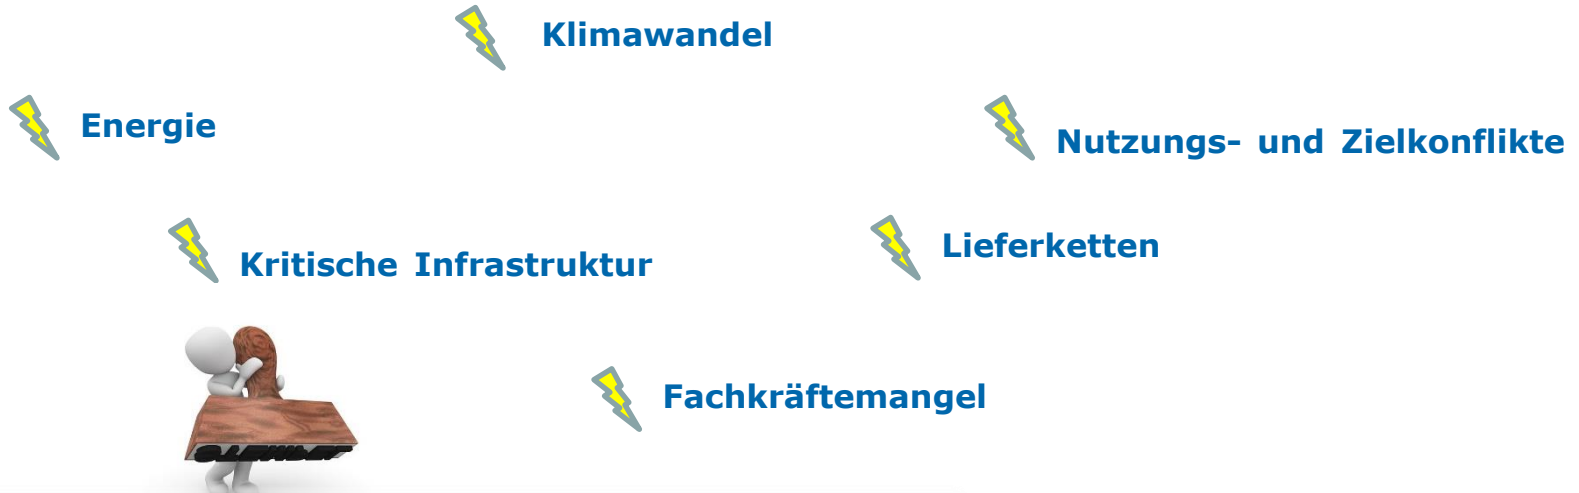 Klimawandel
Energie
Nutzungs- und Zielkonflikte
Lieferketten
Kritische Infrastruktur
Fachkräftemangel